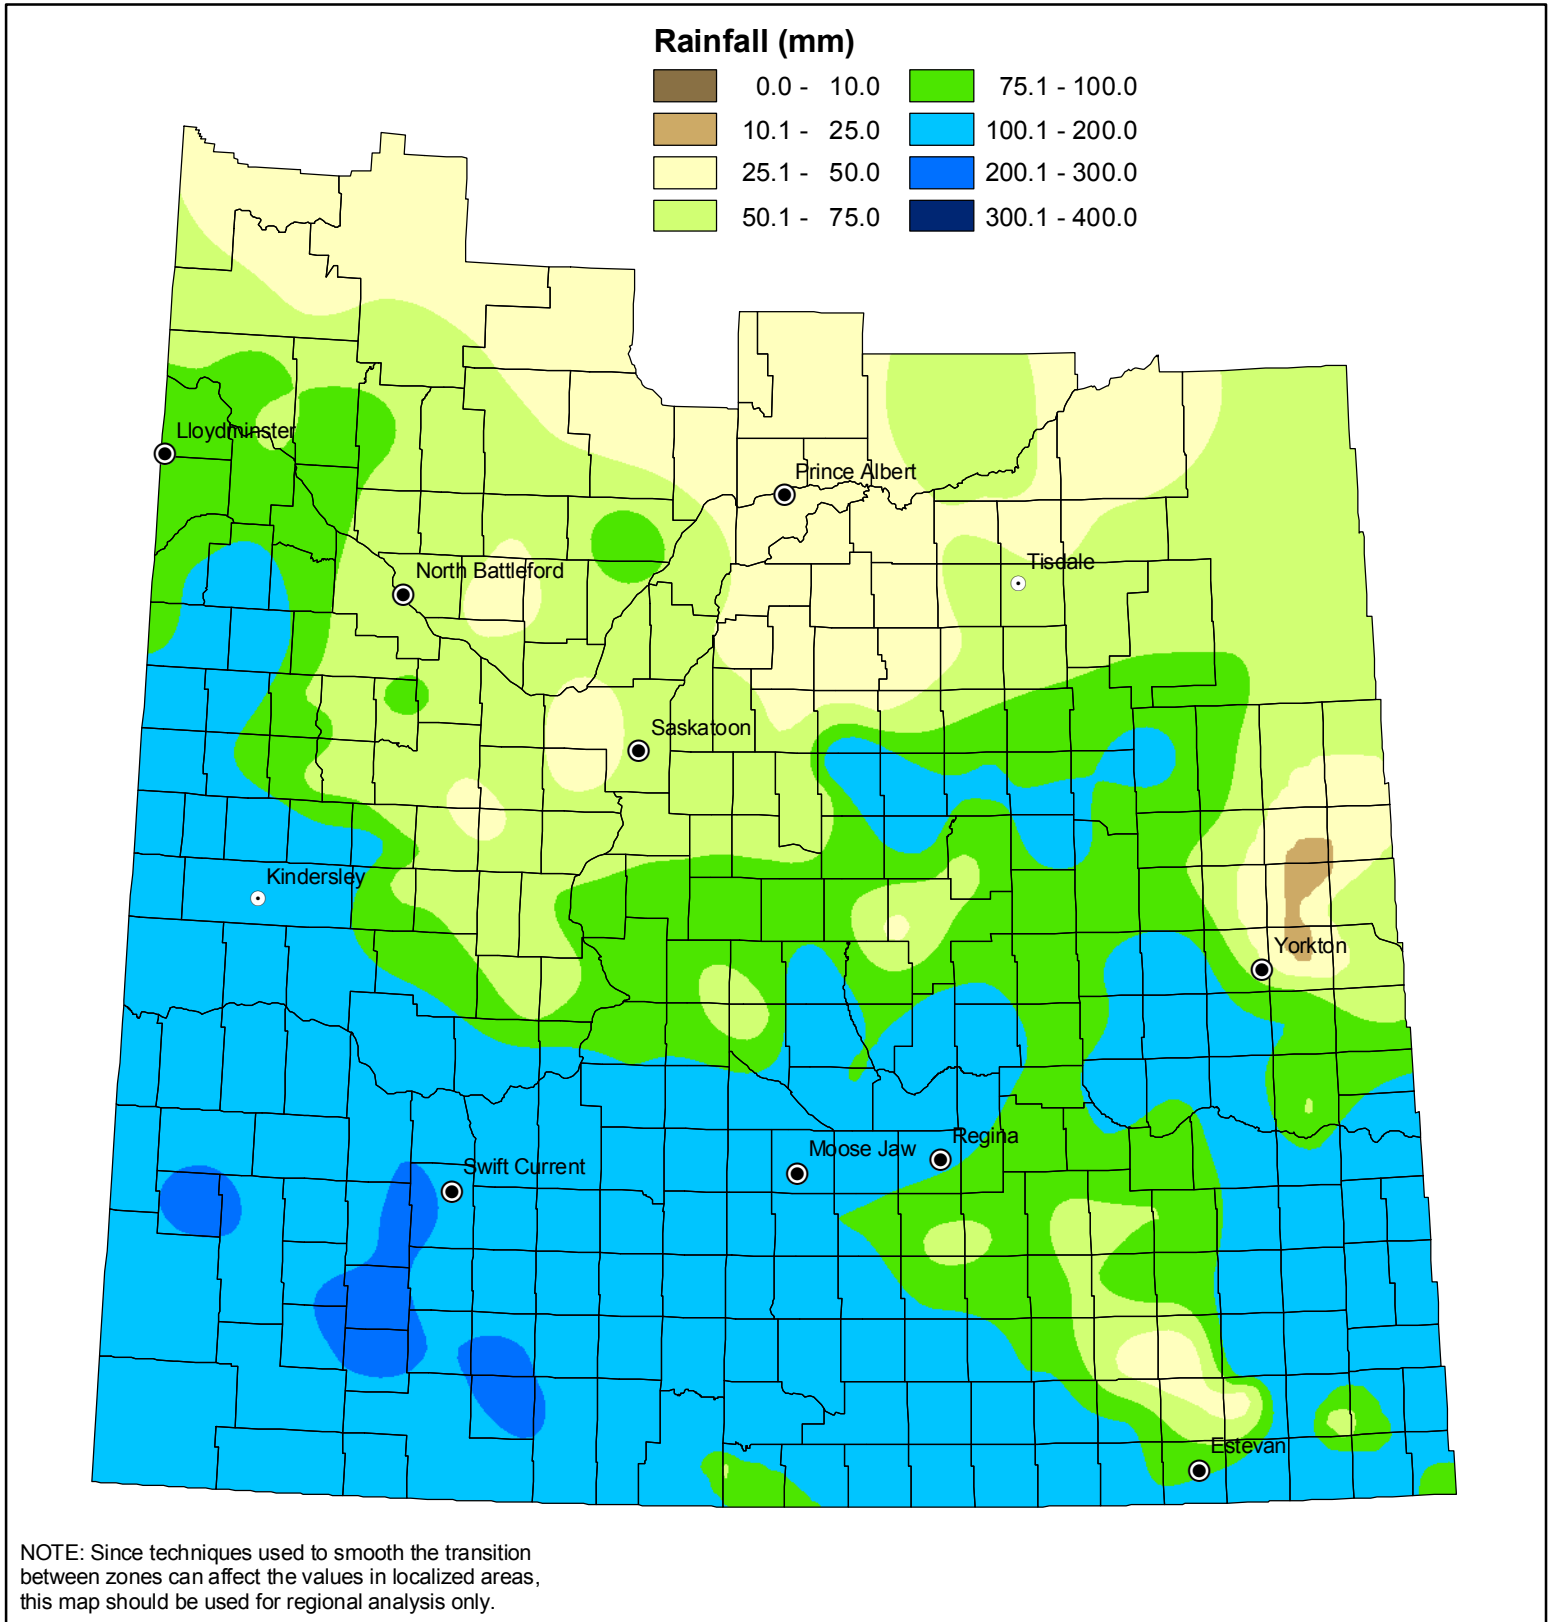 Rainfall (mm)
0.0 - 10.0
10.1 - 25.0
25.1 - 50.0
50.1 - 75.0
75.1 - 100.0
100.1 - 200.0
200.1 - 300.0
300.1 - 400.0
Lloydminster
Prince Albert
North Battleford
Tisdale
Saskatoon
Kindersley
Yorkton
Regina
Moose Jaw
Swift Current
Estevan
NOTE: Since techniques used to smooth the transition
between zones can affect the values in localized areas,
this map should be used for regional analysis only.